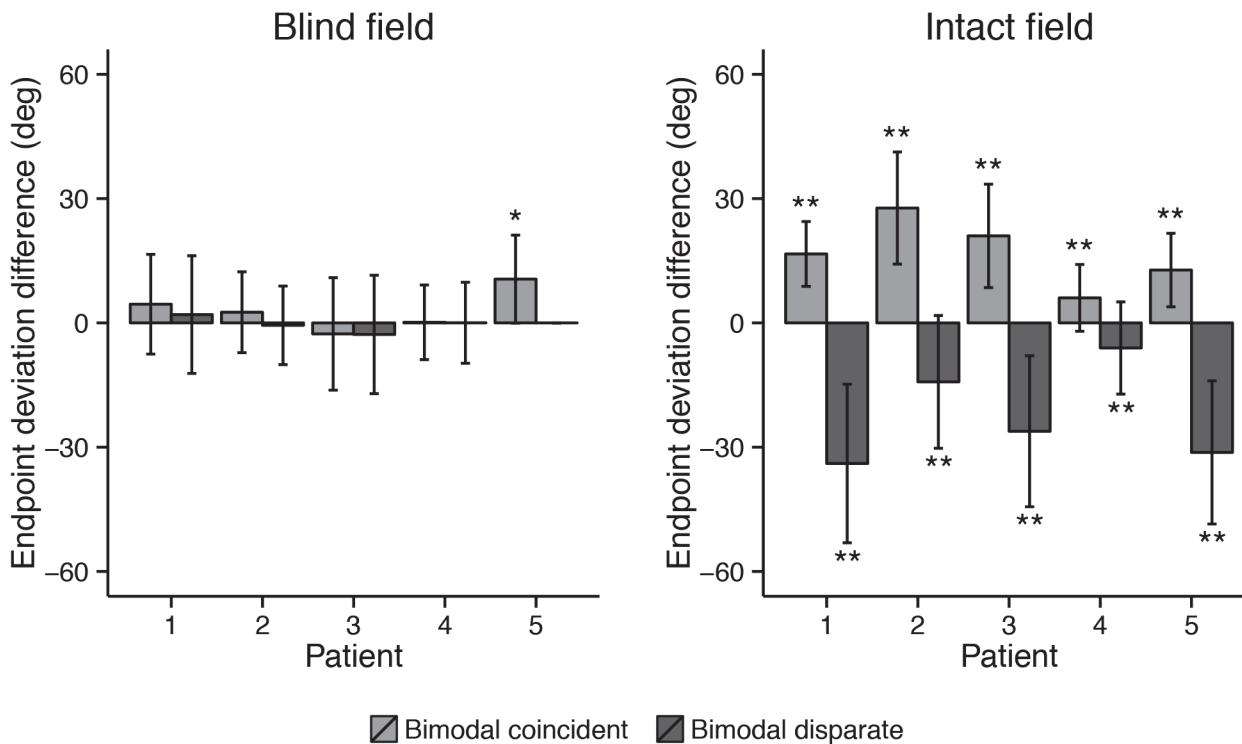 Blind field
Endpoint deviation difference (deg)
60
30
0
−30
−60
*
1 2 3 4 5
Patient
Intact field
Endpoint deviation difference (deg)
60
30
0
−30
−60
** ** ** ** **
** ** ** ** **
1 2 3 4 5
Patient
Bimodal coincident Bimodal disparate